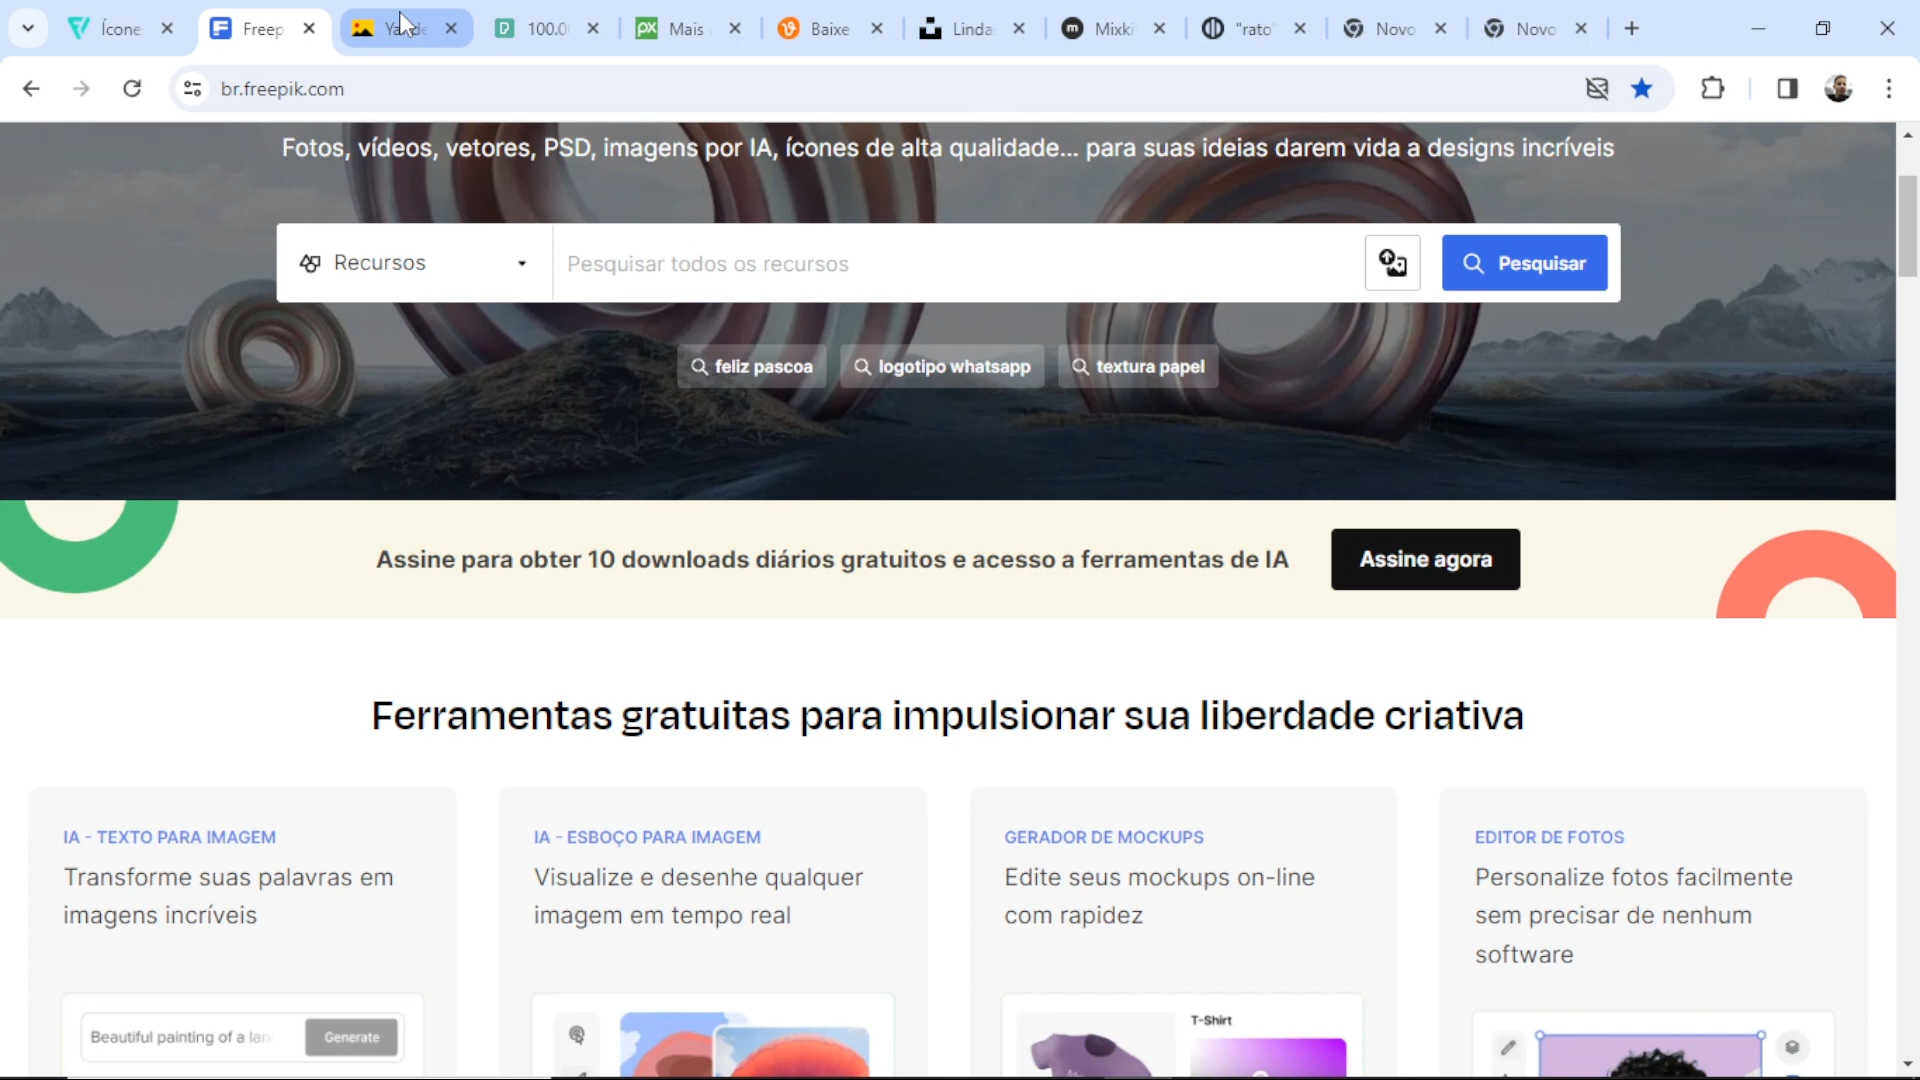 Ícone
Freep
100.0
Mais
Baixe
Linda
Mixki
"rato"
Novo
Novo
br.freepik.com
Fotos, vídeos, vetores, PSD, imagens por IA, ícones de alta qualidade... para suas ideias darem vida a designs incríveis
Recursos
Pesquisar todos os recursos
Pesquisar
feliz pascoa
logotipo whatsapp
textura papel
Assine para obter 10 downloads diários gratuitos e acesso a ferramentas de IA
Assine agora
Ferramentas gratuitas para impulsionar sua liberdade criativa
IA - TEXTO PARA IMAGEM
Transforme suas palavras em
imagens incríveis
Beautiful painting of a lan
Generate
IA - ESBOÇO PARA IMAGEM
Visualize e desenhe qualquer
imagem em tempo real
GERADOR DE MOCKUPS
Edite seus mockups on-line
com rapidez
T-Shirt
EDITOR DE FOTOS
Personalize fotos facilmente
sem precisar de nenhum
software